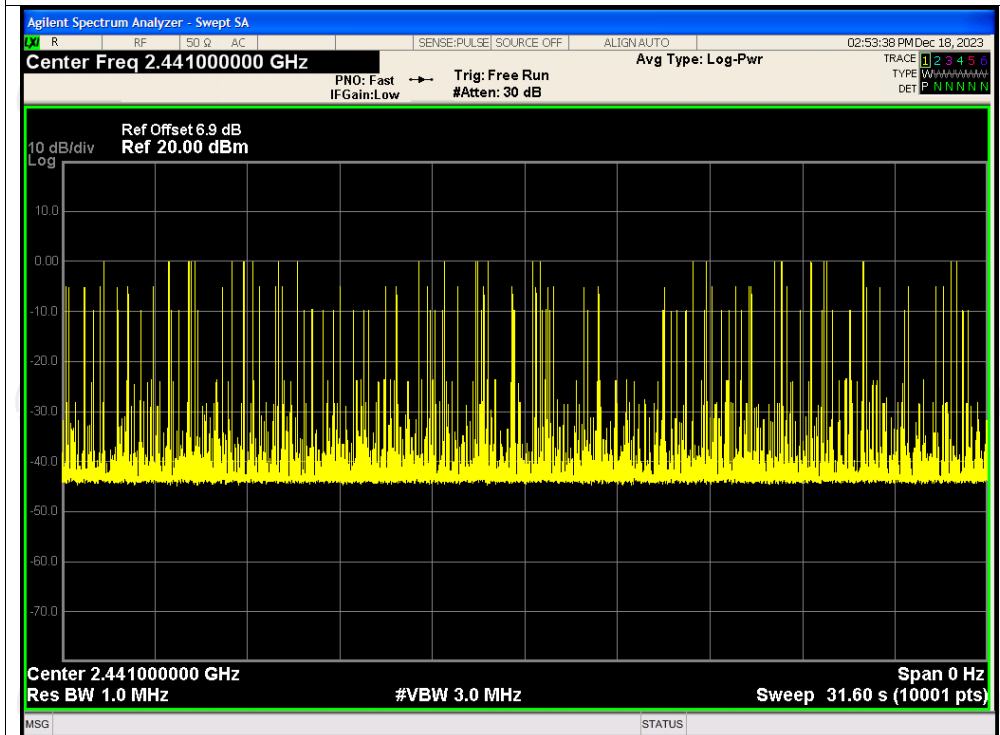 Agilent Spectrum Analyzer - Swept SA
LXI R RF 50 Ω AC SENSE:PULSE SOURCE OFF ALIGN AUTO 02:53:38 PM Dec 18, 2023
Center Freq 2.441000000 GHz Avg Type: Log-Pwr TRACE 1 2 3 4 5 6
PNO: Fast Trig: Free Run TYPE W
IFGain:Low #Atten: 30 dB DET P N N N N N
Ref Offset 6.9 dB
10 dB/div Ref 20.00 dBm
Log
10.0
0.00
-10.0
-20.0
-30.0
-40.0
-50.0
-60.0
-70.0
Center 2.441000000 GHz Span 0 Hz
Res BW 1.0 MHz #VBW 3.0 MHz Sweep 31.60 s (10001 pts)
MSG STATUS